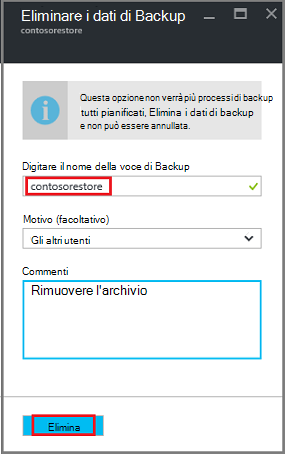 Eliminare i dati di Backup
contosorestore
Questa opzione non verrà più processi di backup
tutti pianificati, Elimina i dati di backup
e non può essere annullata.
Digitare il nome della voce di Backup
contosorestore
Motivo (facoltativo)
Gli altri utenti
Commenti
Rimuovere l'archivio
Elimina